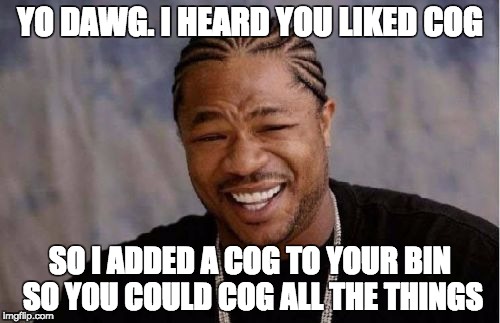 YO DAWG. I HEARD YOU LIKED COG
SO I ADDED A COG TO YOUR BIN
SO YOU COULD COG ALL THE THINGS
imgflip.com